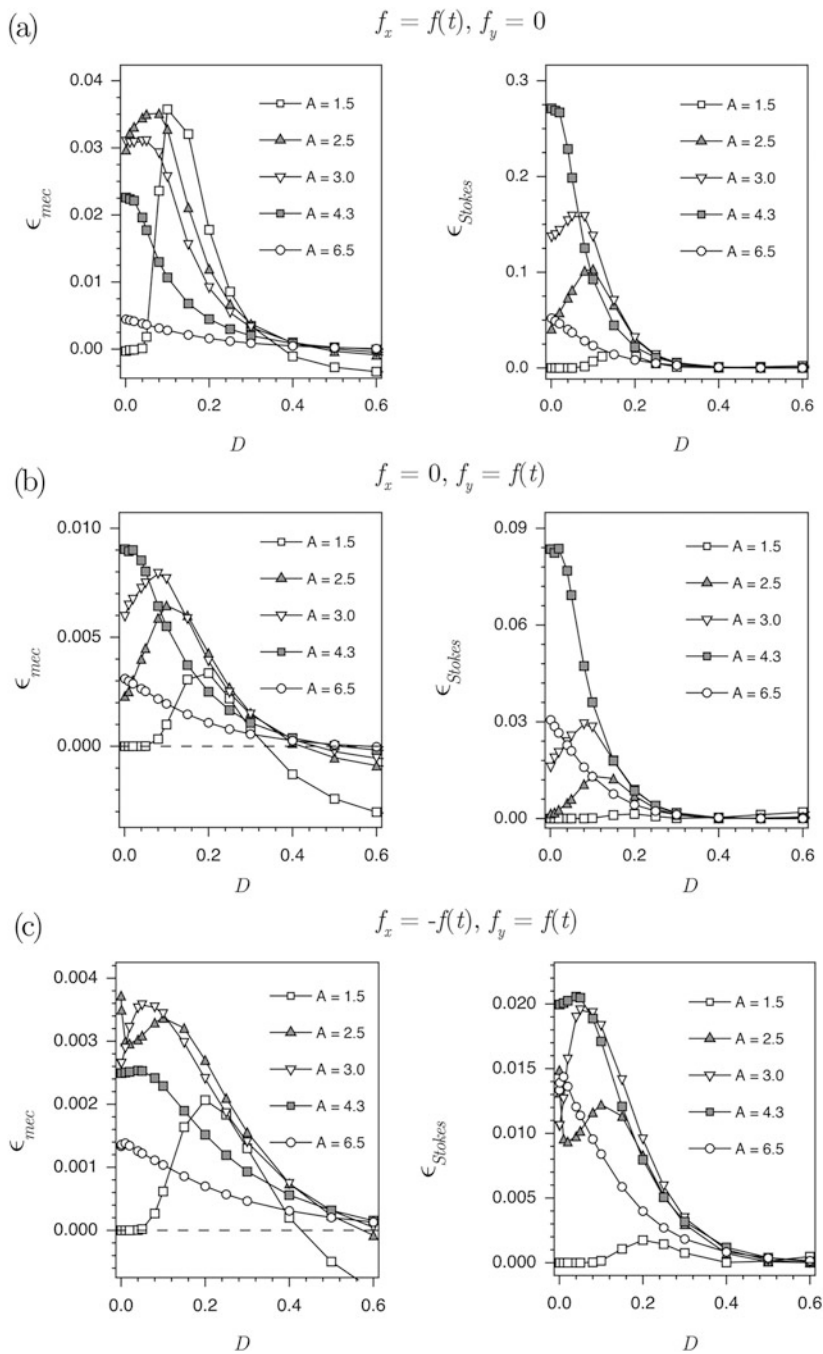 (a)
f_x = f(t), f_y = 0
0.04
0.03
0.02
0.01
0.00
ϵ_mec
A = 1.5
A = 2.5
A = 3.0
A = 4.3
A = 6.5
0.0 0.2 0.4 0.6
D
0.3
0.2
0.1
0.0
ϵ_Stokes
A = 1.5
A = 2.5
A = 3.0
A = 4.3
A = 6.5
0.0 0.2 0.4 0.6
D
(b)
f_x = 0, f_y = f(t)
0.010
0.005
0.000
ϵ_mec
A = 1.5
A = 2.5
A = 3.0
A = 4.3
A = 6.5
0.0 0.2 0.4 0.6
D
0.09
0.06
0.03
0.00
ϵ_Stokes
A = 1.5
A = 2.5
A = 3.0
A = 4.3
A = 6.5
0.0 0.2 0.4 0.6
D
(c)
f_x = -f(t), f_y = f(t)
0.004
0.003
0.002
0.001
0.000
ϵ_mec
A = 1.5
A = 2.5
A = 3.0
A = 4.3
A = 6.5
0.0 0.2 0.4 0.6
D
0.020
0.015
0.010
0.005
0.000
ϵ_Stokes
A = 1.5
A = 2.5
A = 3.0
A = 4.3
A = 6.5
0.0 0.2 0.4 0.6
D